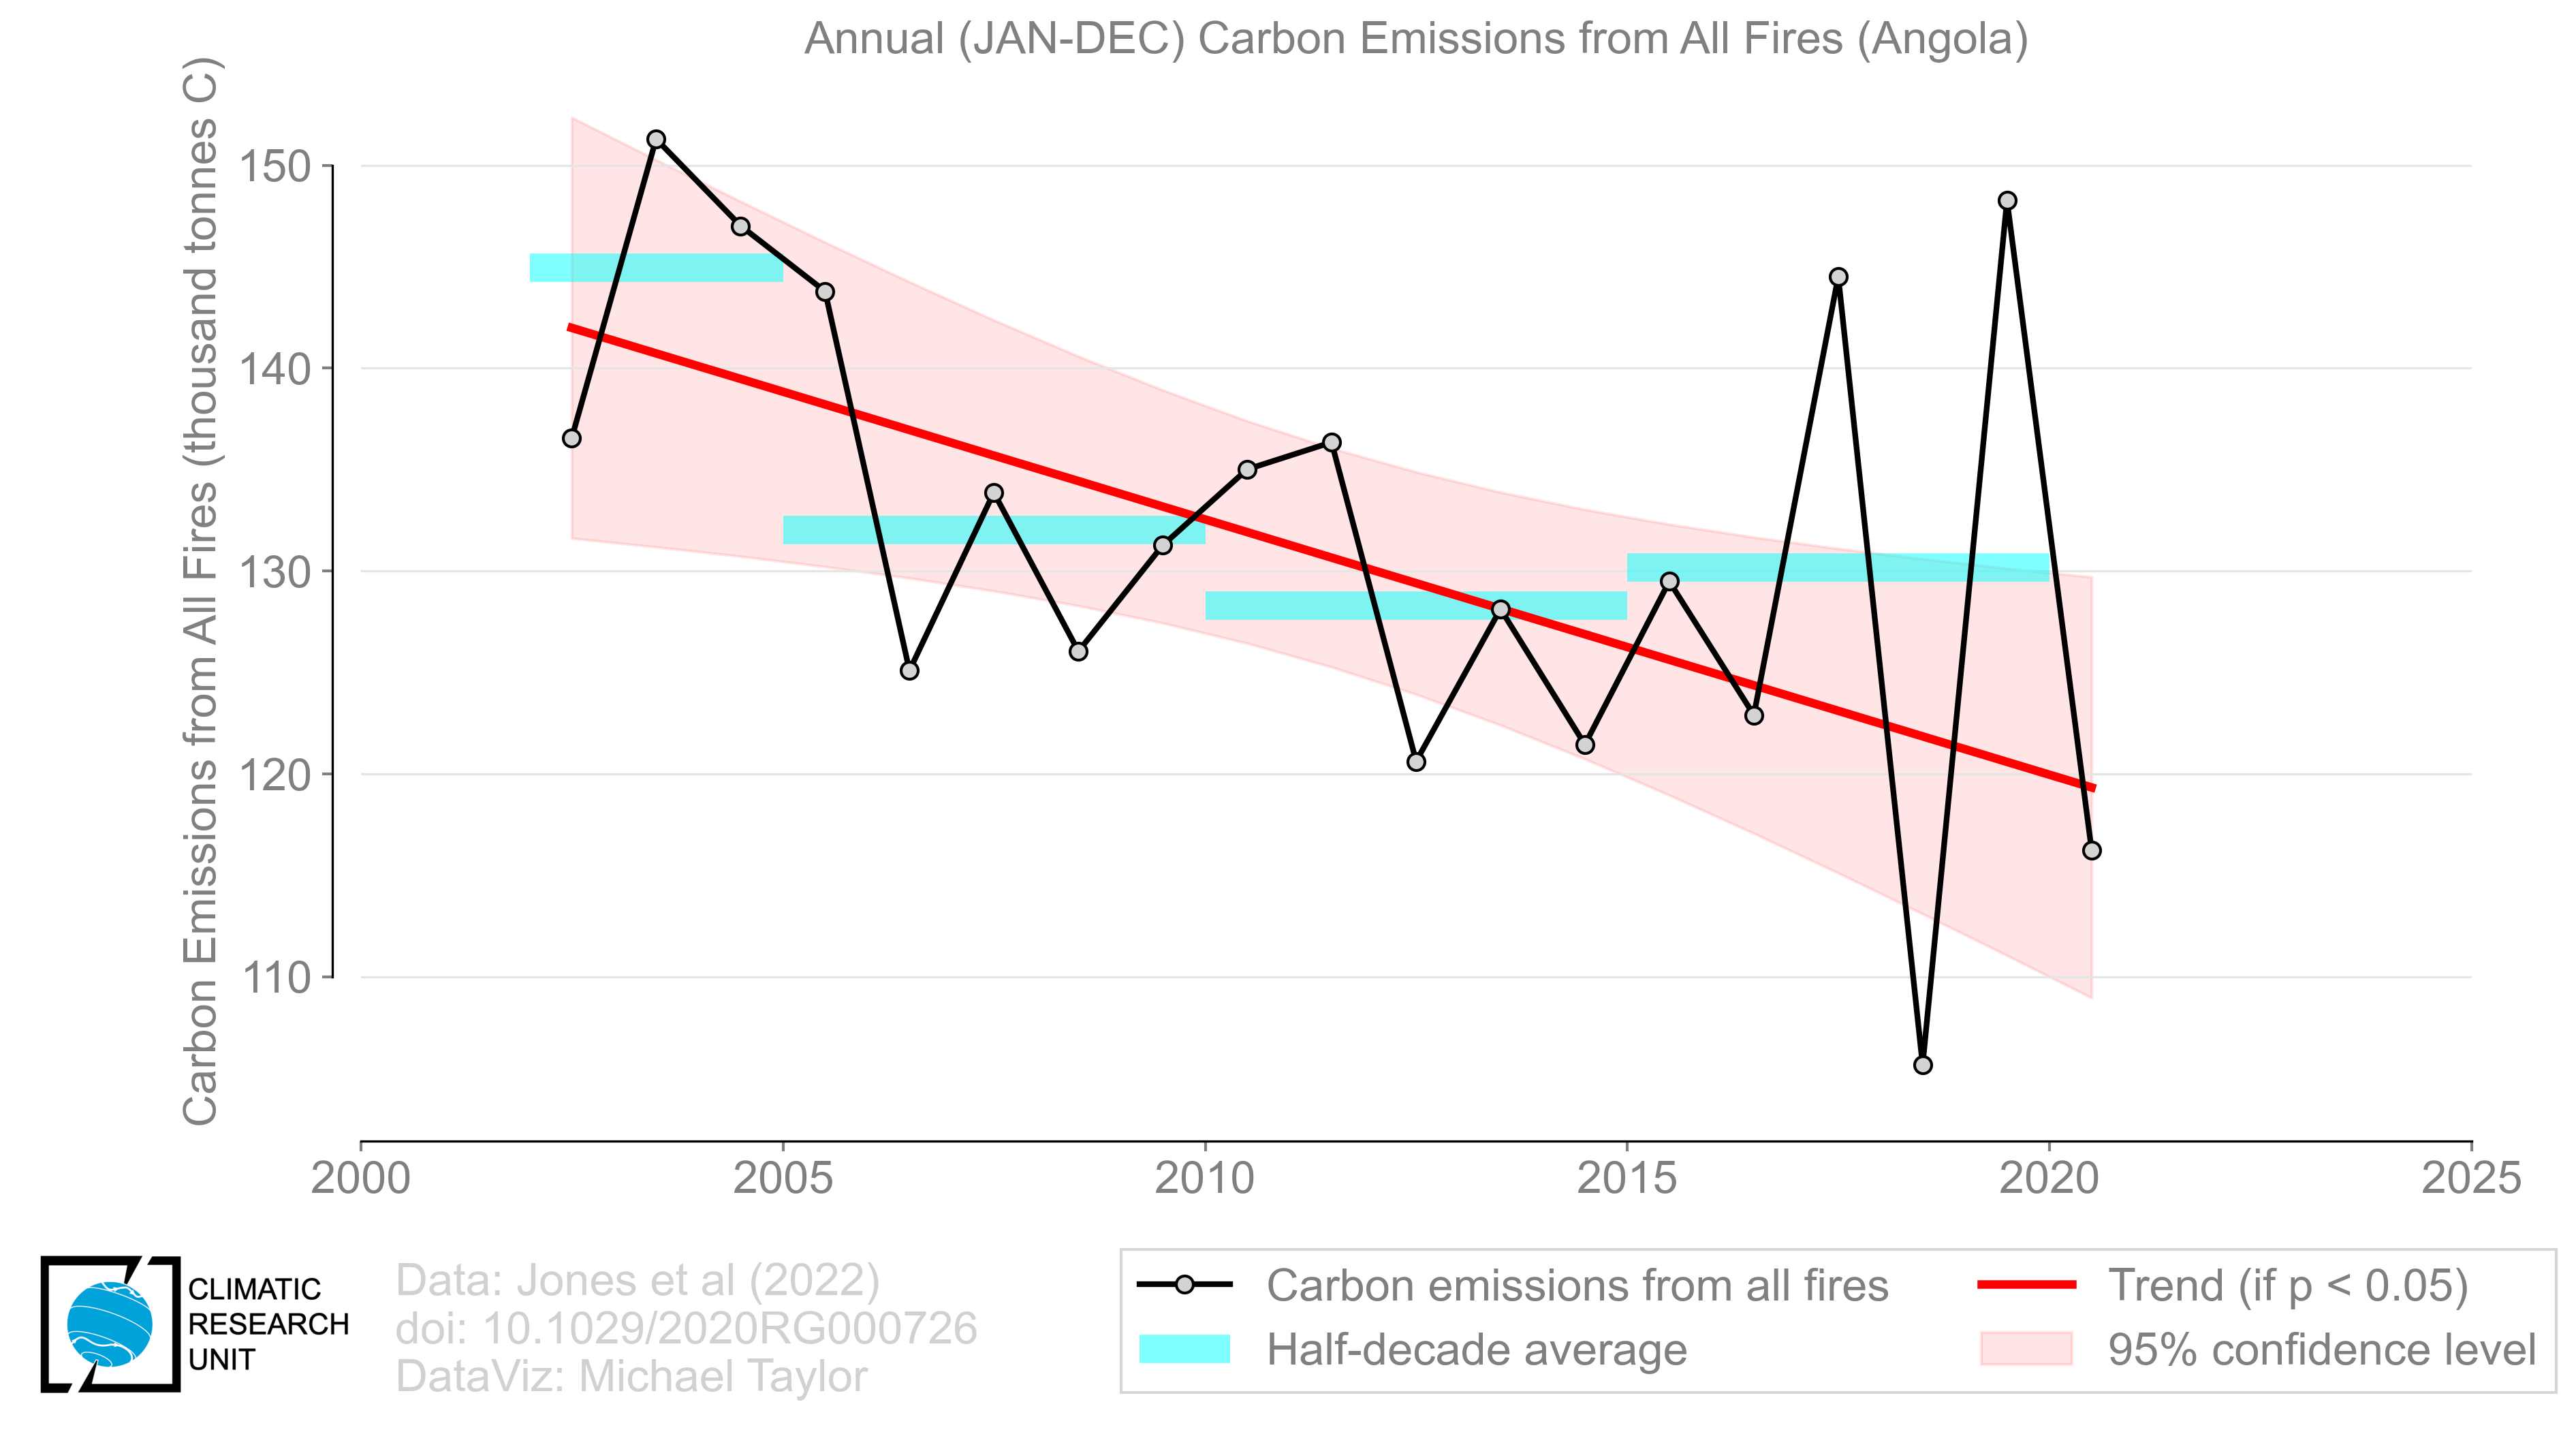 Annual (JAN-DEC) Carbon Emissions from All Fires (Angola)
Carbon Emissions from All Fires (thousand tonnes C)
150
140
130
120
110
2000
2005
2010
2015
2020
2025
CLIMATIC
RESEARCH
UNIT
Data: Jones et al (2022)
doi: 10.1029/2020RG000726
DataViz: Michael Taylor
Carbon emissions from all fires
Half-decade average
Trend (if p < 0.05)
95% confidence level